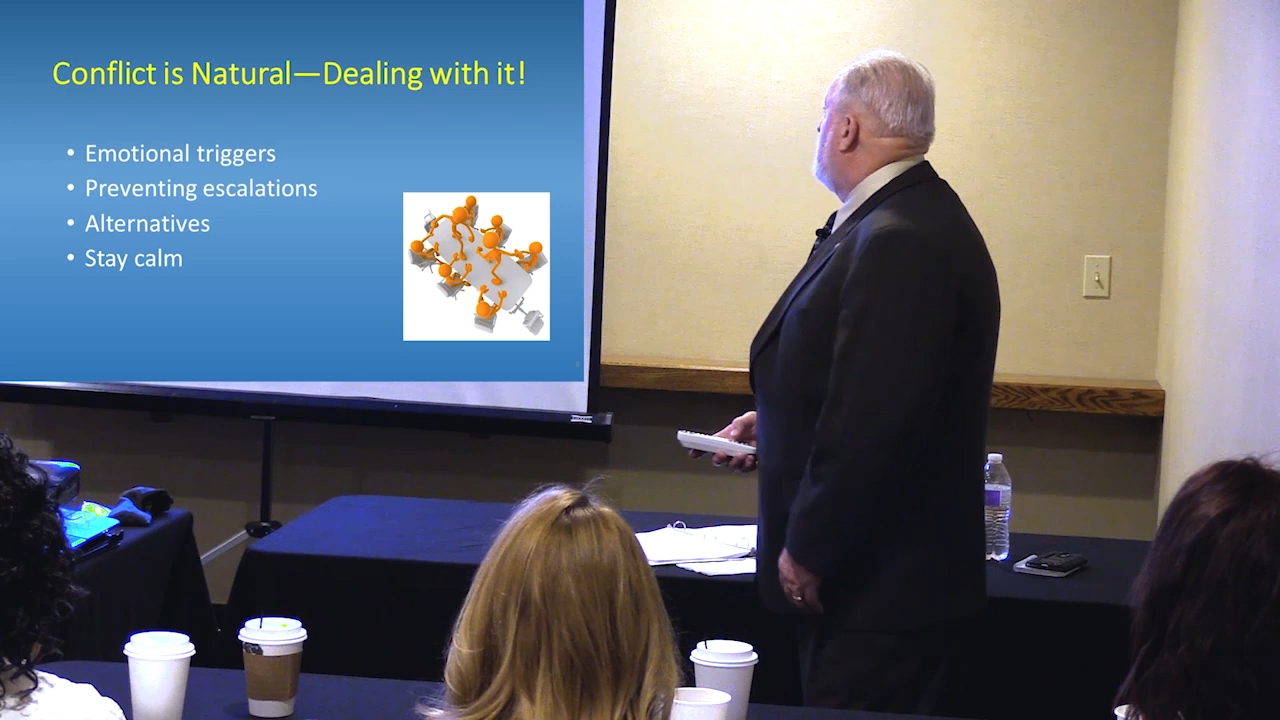 Conflict is Natural—Dealing with it!
• Emotional triggers
• Preventing escalations
• Alternatives
• Stay calm